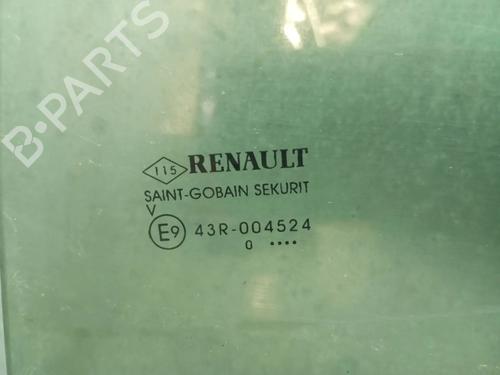 B-PARTS
115 RENAULT
SAINT-GOBAIN SEKURIT
V
E9 43R-004524
0 ....